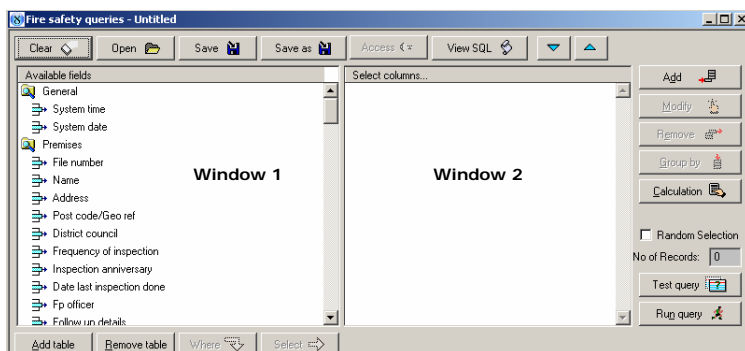 Fire safety queries - Untitled
Clear Open Save Save as Access View SQL
Available fields
Select columns...
General
System time
System date
Premises
File number
Name
Address
Post code/Geo ref
District council
Frequency of inspection
Inspection anniversary
Date last inspection done
Fp officer
Follow up details
Window 1
Window 2
Add
Modify
Remove
Group by
Calculation
Random Selection
No of Records: 0
Test query
Run query
Add table Remove table Where Select